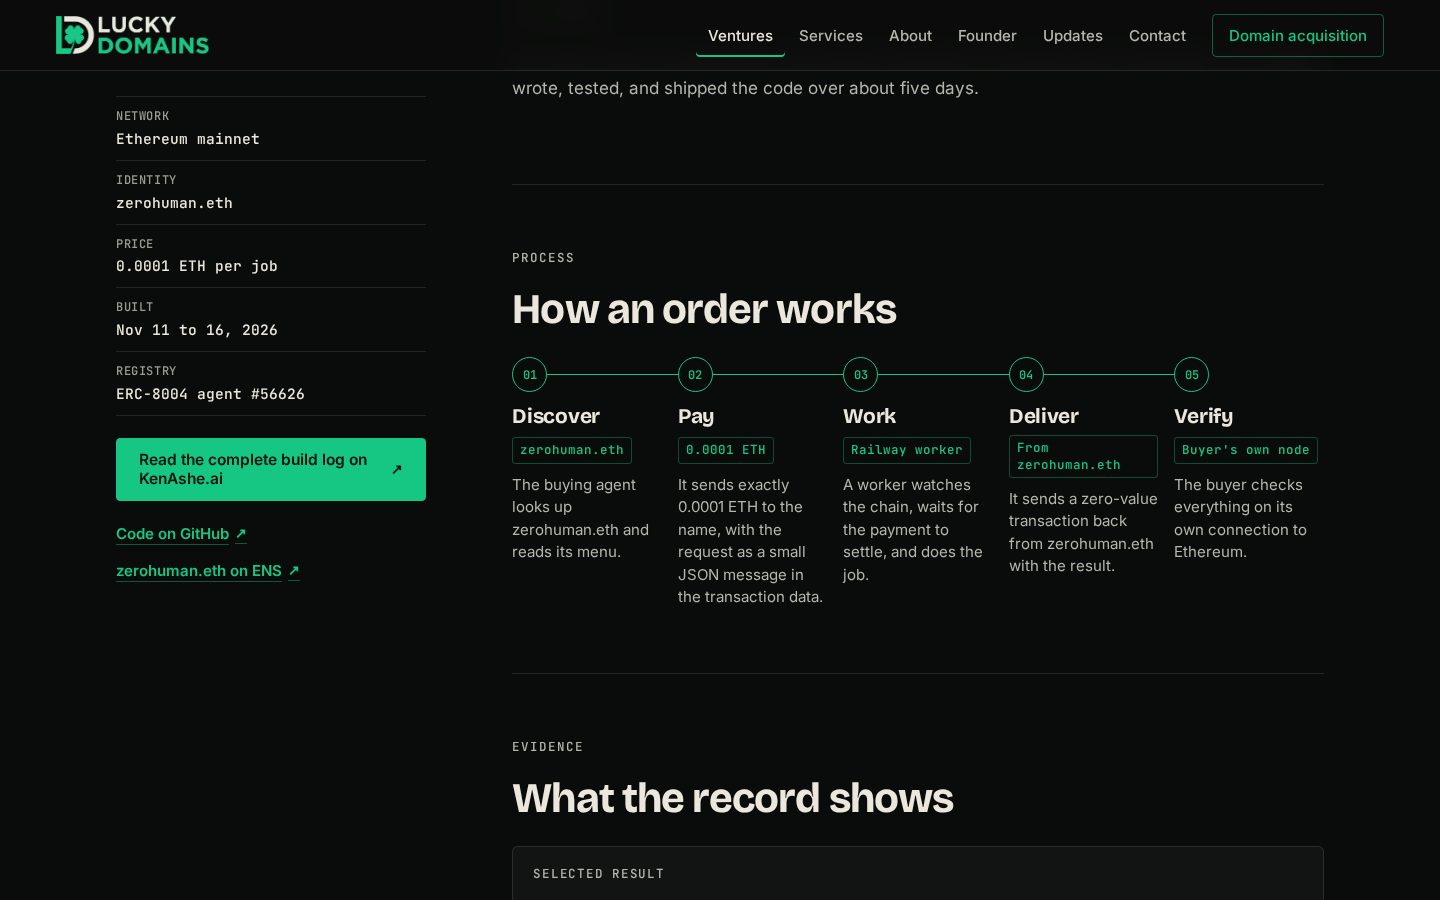 LUCKY DOMAINS
Ventures
Services
About
Founder
Updates
Contact
Domain acquisition
NETWORK
Ethereum mainnet
IDENTITY
zerohuman.eth
PRICE
0.0001 ETH per job
BUILT
Nov 11 to 16, 2026
REGISTRY
ERC-8004 agent #56626
Read the complete build log on
KenAshe.ai ↗
Code on GitHub ↗
zerohuman.eth on ENS ↗
wrote, tested, and shipped the code over about five days.
PROCESS
How an order works
01
Discover
zerohuman.eth
The buying agent
looks up
zerohuman.eth and
reads its menu.
02
Pay
0.0001 ETH
It sends exactly
0.0001 ETH to the
name, with the
request as a small
JSON message in
the transaction data.
03
Work
Railway worker
A worker watches
the chain, waits for
the payment to
settle, and does the
job.
04
Deliver
From
zerohuman.eth
It sends a zero-value
transaction back
from zerohuman.eth
with the result.
05
Verify
Buyer's own node
The buyer checks
everything on its
own connection to
Ethereum.
EVIDENCE
What the record shows
SELECTED RESULT